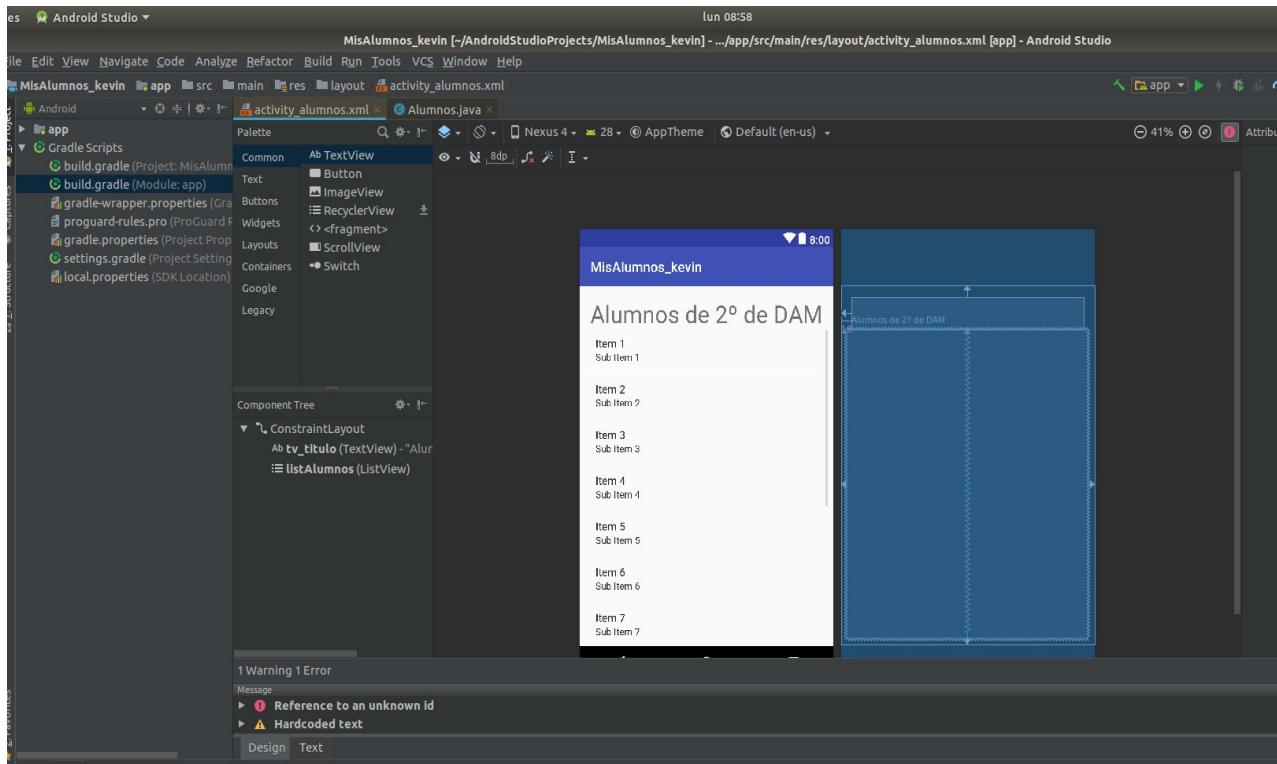 es Android Studio lun 08:58
MisAlumnos_kevin [~/AndroidStudioProjects/MisAlumnos_kevin] - .../app/src/main/res/layout/activity_alumnos.xml [app] - Android Studio
ile Edit View Navigate Code Analyze Refactor Build Run Tools VCS Window Help
MisAlumnos_kevin app src main res layout activity_alumnos.xml app
Android activity_alumnos.xml Alumnos.java
app
Gradle Scripts
build.gradle (Project: MisAlumn
build.gradle (Module: app)
gradle-wrapper.properties (Gra
proguard-rules.pro (ProGuard F
gradle.properties (Project Prop
settings.gradle (Project Setting
local.properties (SDK Location)
Palette
Common
Text
Buttons
Widgets
Layouts
Containers
Google
Legacy
Ab TextView
Button
ImageView
RecyclerView
<> <fragment>
ScrollView
Switch
Nexus 4 28 AppTheme Default (en-us) 41% Attribu
8dp
8:00
MisAlumnos_kevin
Alumnos de 2º de DAM
Item 1
Sub Item 1
Item 2
Sub Item 2
Item 3
Sub Item 3
Item 4
Sub Item 4
Item 5
Sub Item 5
Item 6
Sub Item 6
Item 7
Sub Item 7
Alumnos de 2º de DAM
Component Tree
ConstraintLayout
Ab tv_titulo (TextView) - "Alur
listAlumnos (ListView)
1 Warning 1 Error
Message
Reference to an unknown id
Hardcoded text
Design Text